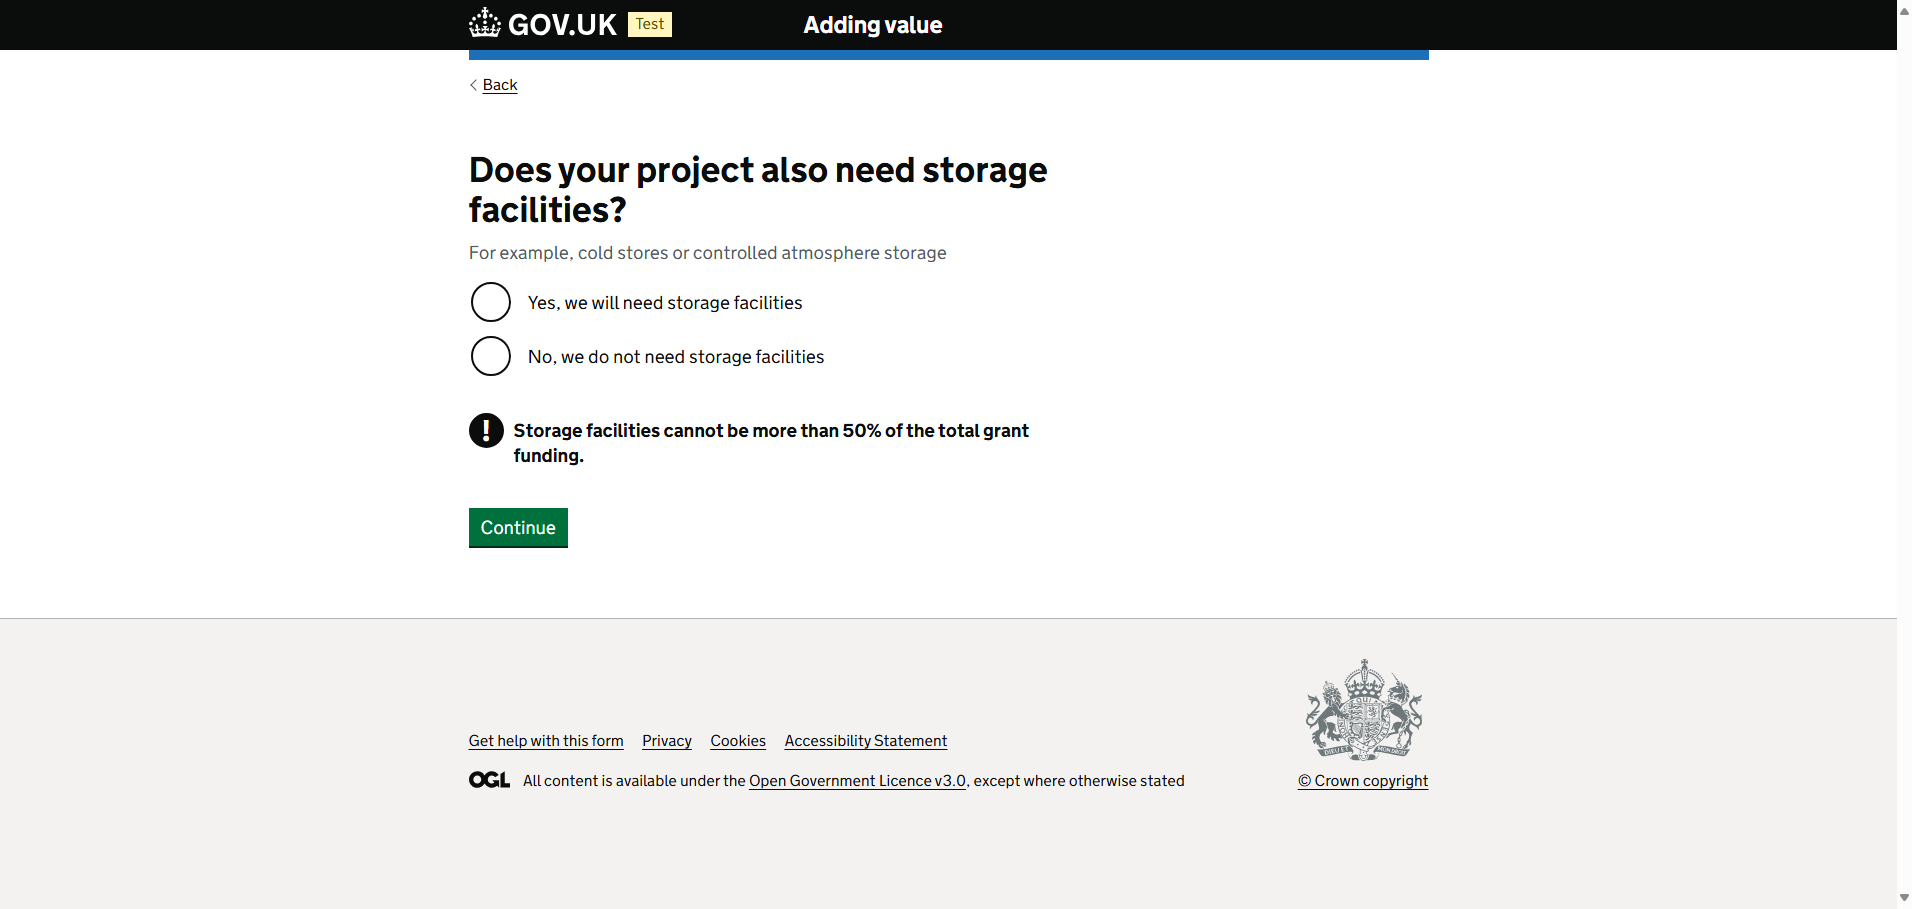 GOV.UK Test Adding value
Back
Does your project also need storage
facilities?
For example, cold stores or controlled atmosphere storage
Yes, we will need storage facilities
No, we do not need storage facilities
! Storage facilities cannot be more than 50% of the total grant
funding.
Continue
Get help with this form Privacy Cookies Accessibility Statement
OGL All content is available under the Open Government Licence v3.0, except where otherwise stated
© Crown copyright